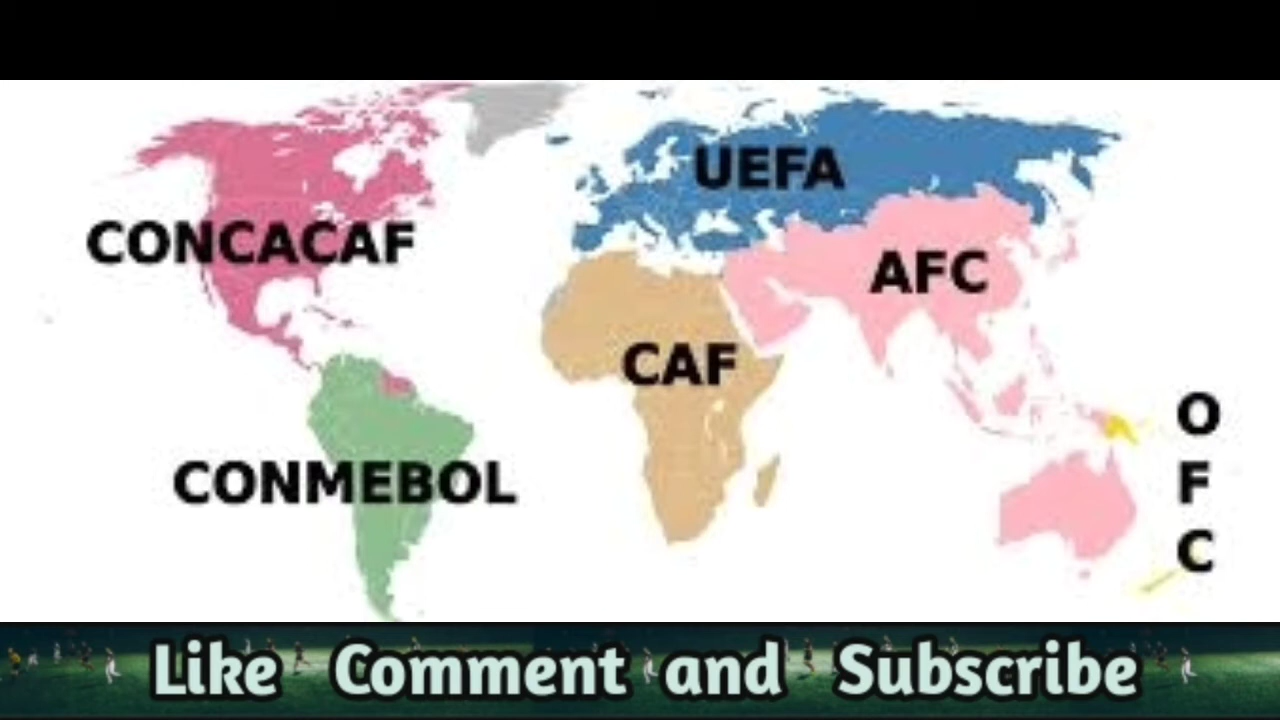 UEFA
CONCACAF
AFC
CAF
O
F
C
CONMEBOL
Like Comment and Subscribe